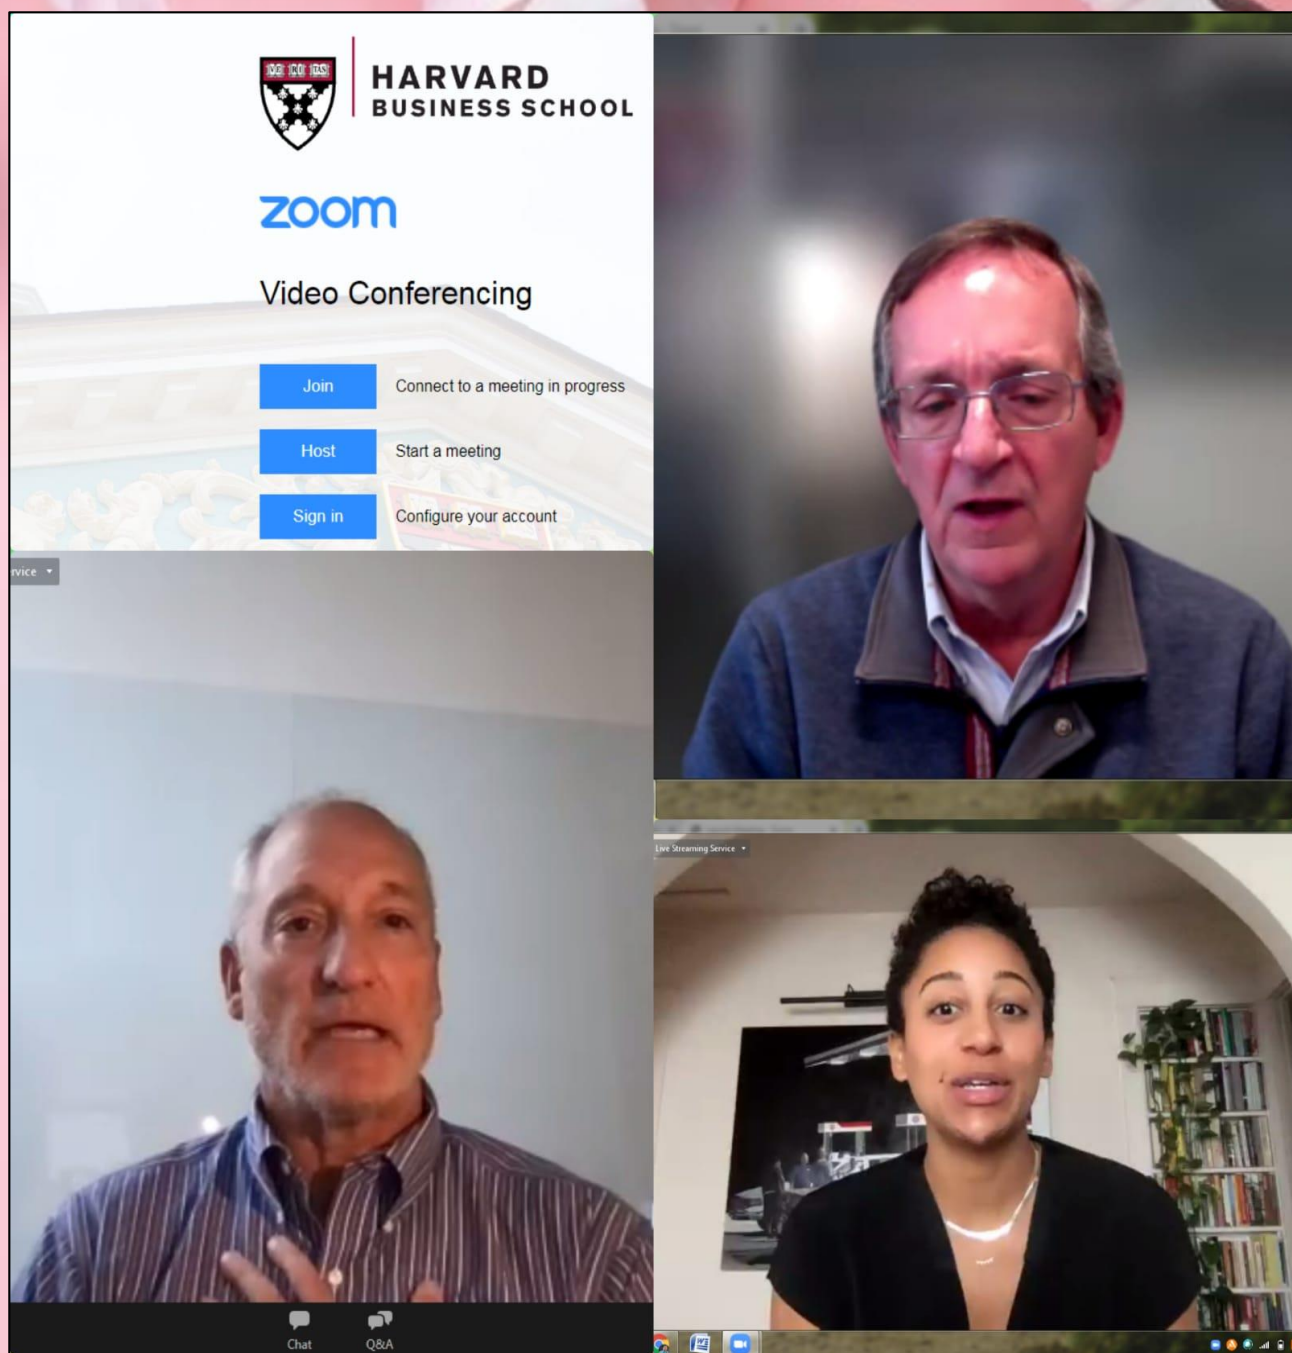 HARVARD
BUSINESS SCHOOL
zoom
Video Conferencing
Join Connect to a meeting in progress
Host Start a meeting
Sign in Configure your account
Live Streaming Service
Chat Q&A